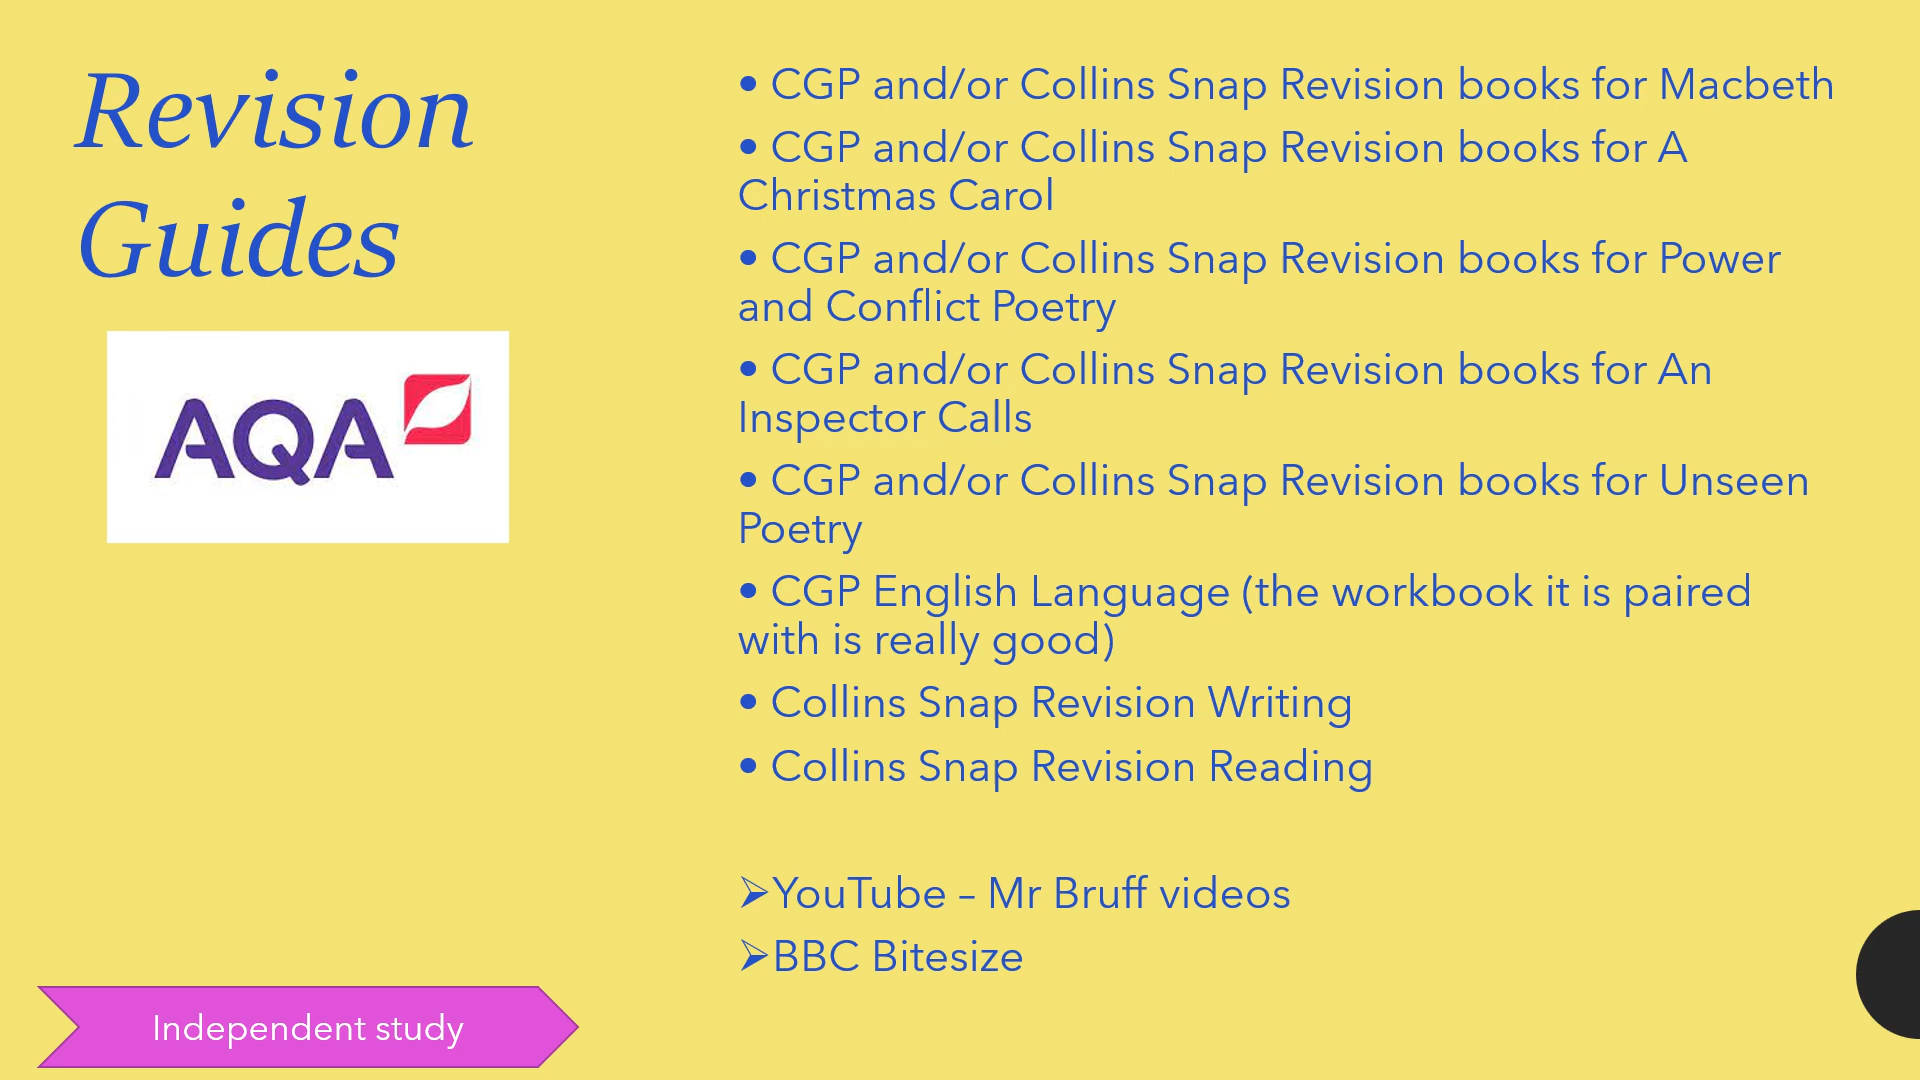 Revision
Guides
AQA
• CGP and/or Collins Snap Revision books for Macbeth
• CGP and/or Collins Snap Revision books for A
Christmas Carol
• CGP and/or Collins Snap Revision books for Power
and Conflict Poetry
• CGP and/or Collins Snap Revision books for An
Inspector Calls
• CGP and/or Collins Snap Revision books for Unseen
Poetry
• CGP English Language (the workbook it is paired
with is really good)
• Collins Snap Revision Writing
• Collins Snap Revision Reading
➢YouTube – Mr Bruff videos
➢BBC Bitesize
Independent study